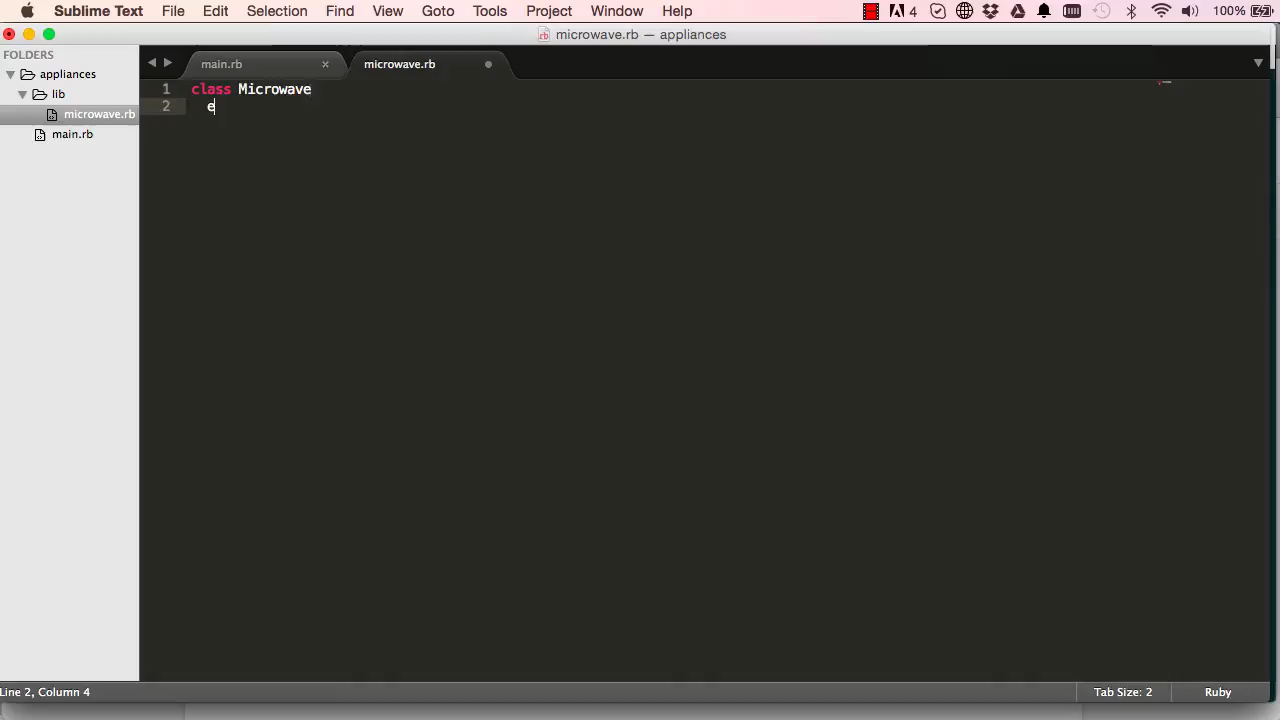 Sublime Text File Edit Selection Find View Goto Tools Project Window Help 4 100%
microwave.rb — appliances
FOLDERS
appliances
lib
microwave.rb
main.rb
main.rb microwave.rb
1 class Microwave
2 e
Line 2, Column 4 Tab Size: 2 Ruby